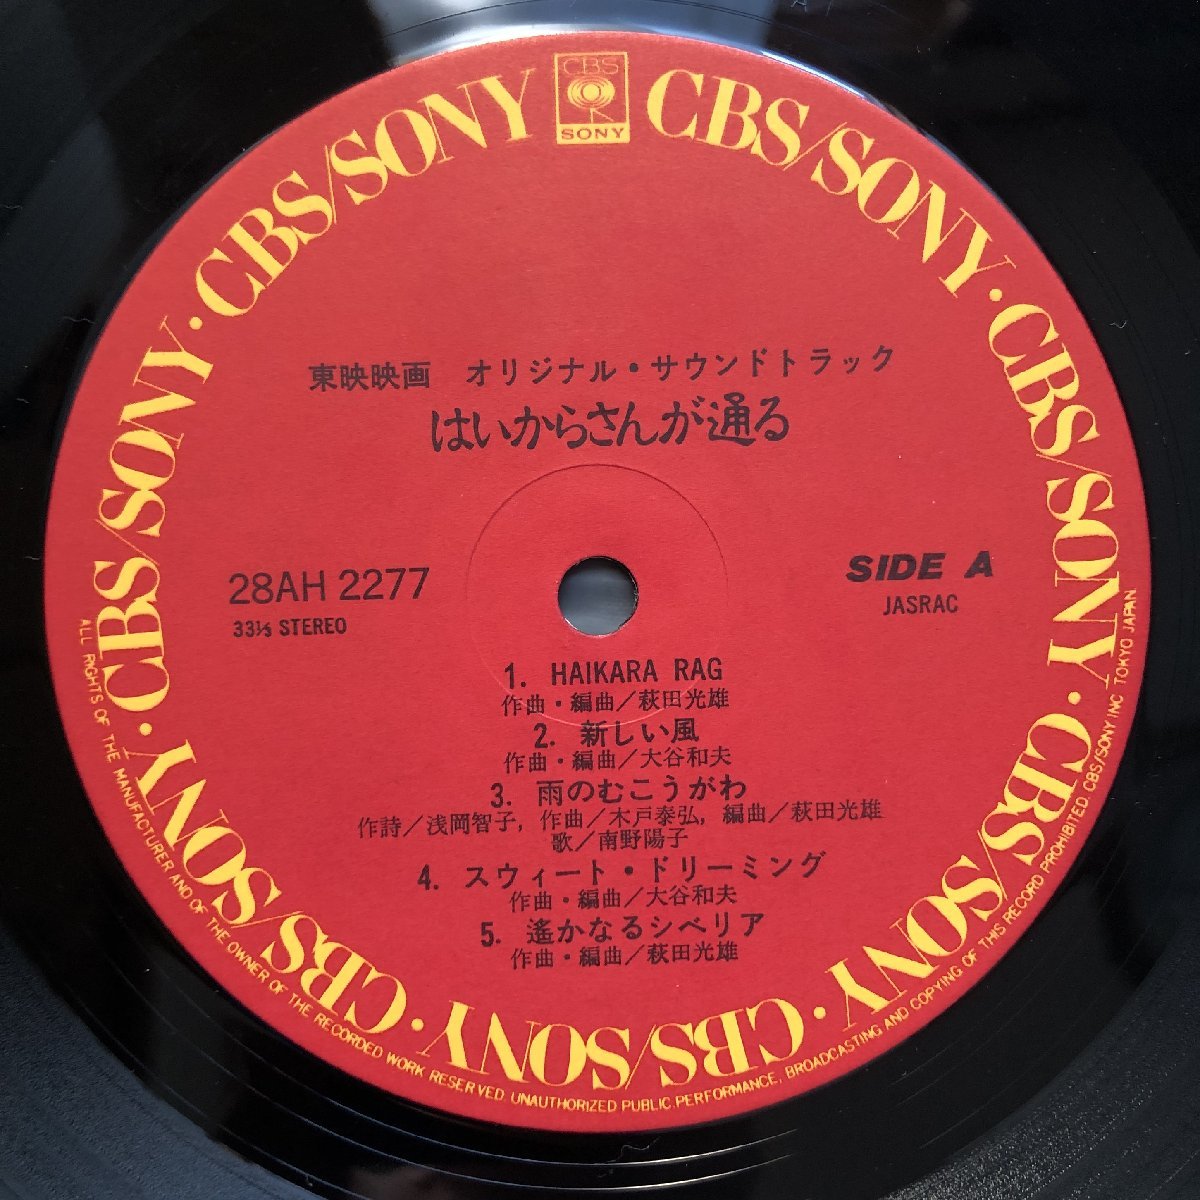 CBS
SONY
CBS/SONY · CBS/SONY · CBS/SONY · CBS/SONY · CBS/SONY · CBS/SONY · CBS/SONY · CBS/SONY
東映映画 オリジナル・サウンドトラック
はいからさんが通る
28AH 2277
33⅓ STEREO
SIDE A
JASRAC
1. HAIKARA RAG
作曲・編曲/萩田光雄
2. 新しい風
作曲・編曲/大谷和夫
3. 雨のむこうがわ
作詩/浅岡智子, 作曲/木戸泰弘, 編曲/萩田光雄
歌/南野陽子
4. スウィート・ドリーミング
作曲・編曲/大谷和夫
5. 遙かなるシベリア
作曲・編曲/萩田光雄
ALL RIGHTS OF THE MANUFACTURER AND OF THE OWNER OF THE RECORDED WORK RESERVED. UNAUTHORIZED PUBLIC PERFORMANCE, BROADCASTING AND COPYING OF THIS RECORD PROHIBITED. CBS/SONY INC. TOKYO JAPAN